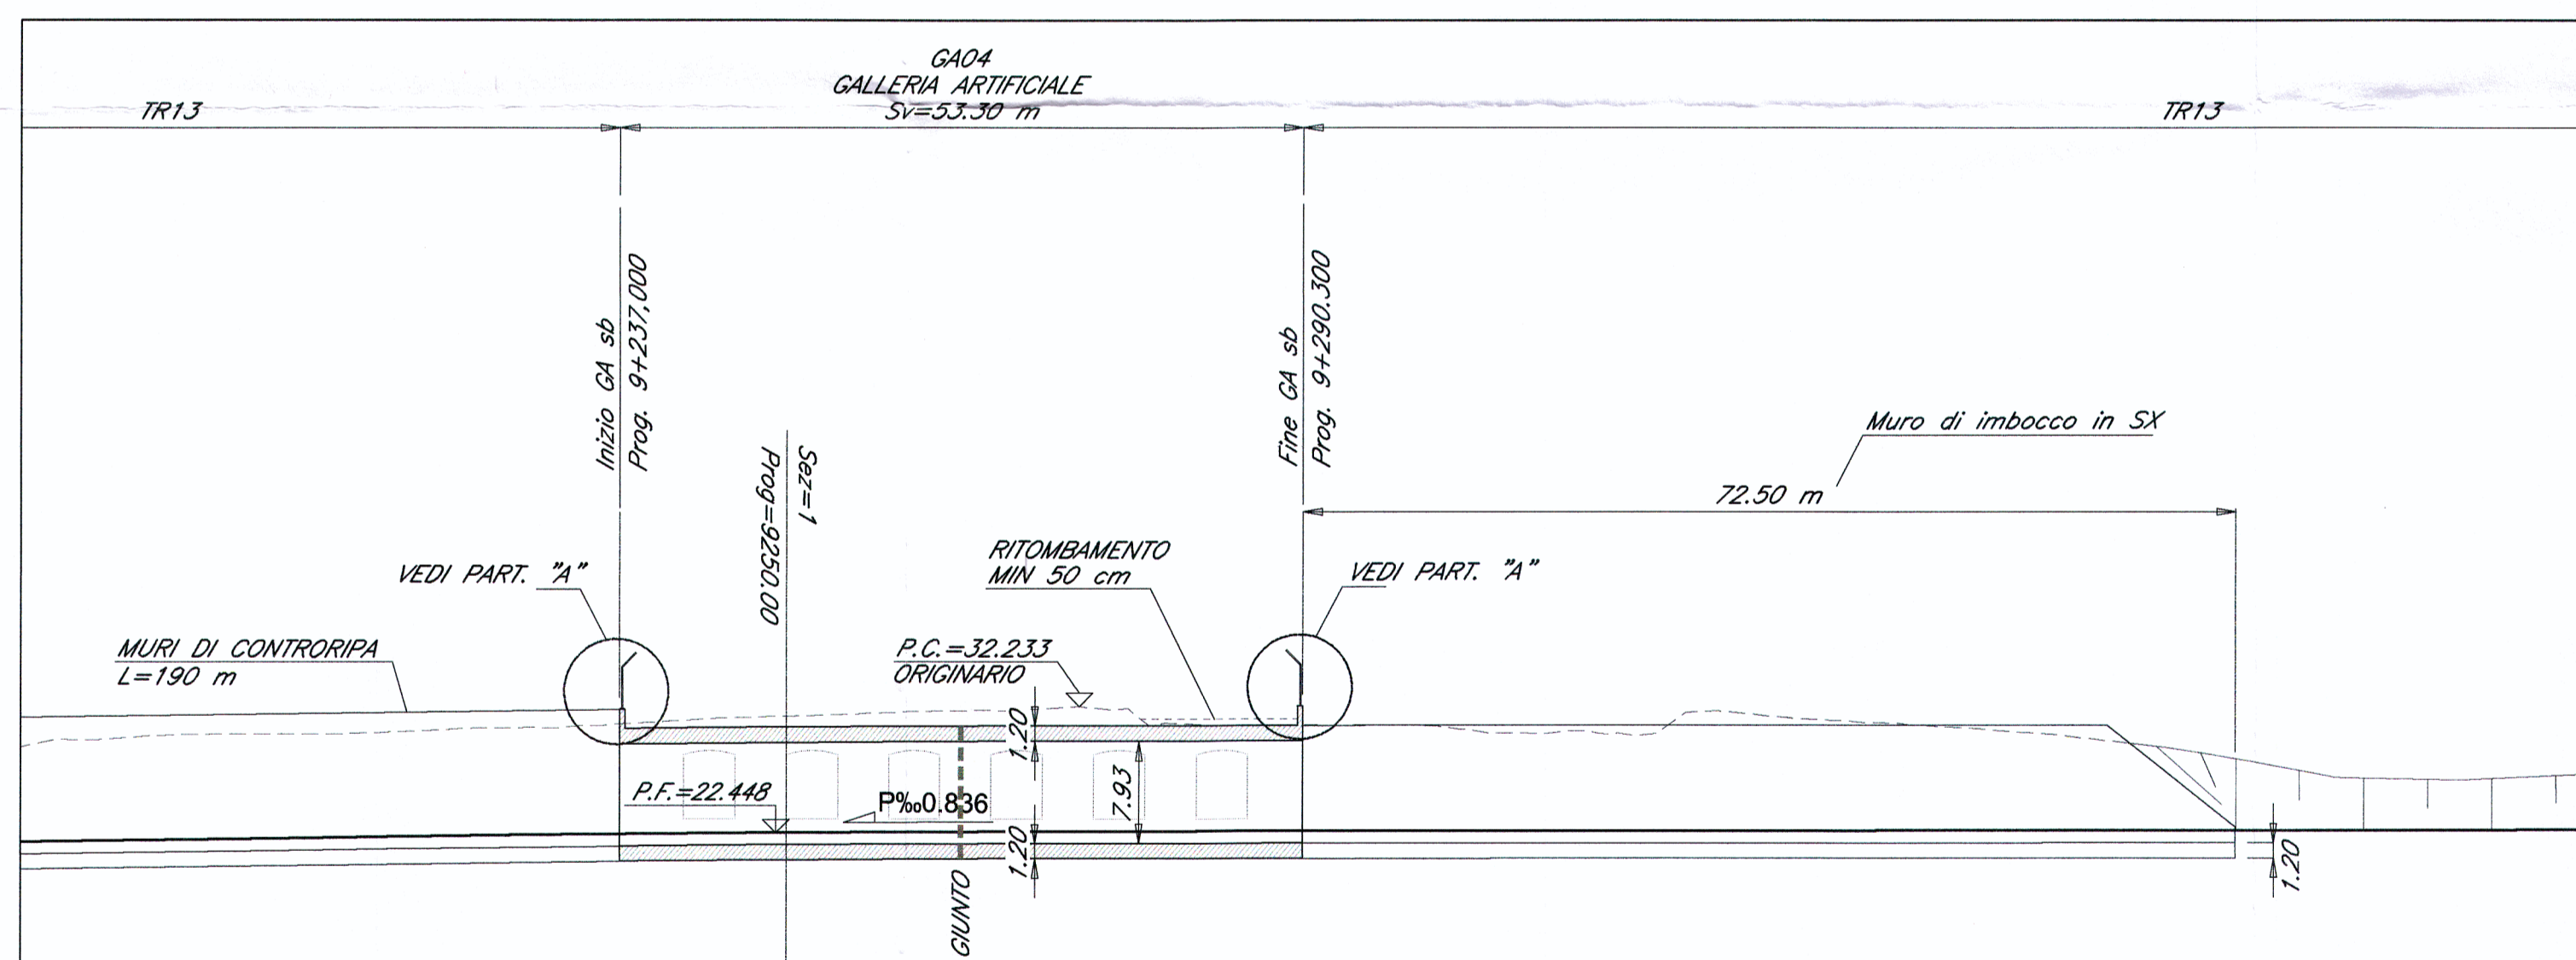 GA04
GALLERIA ARTIFICIALE
Sv=53.30 m
TR13
TR13
Inizio GA sb
Prog. 9+237,000
Fine GA sb
Prog. 9+290.300
Sez=1
Prog=9250.00
Muro di imbocco in SX
72.50 m
VEDI PART. "A"
RITOMBAMENTO
MIN 50 cm
VEDI PART. "A"
MURI DI CONTRORIPA
L=190 m
P.C.=32.233
ORIGINARIO
1.20
P.F.=22.448
P‰0.836
7.93
1.20
1.20
GIUNTO